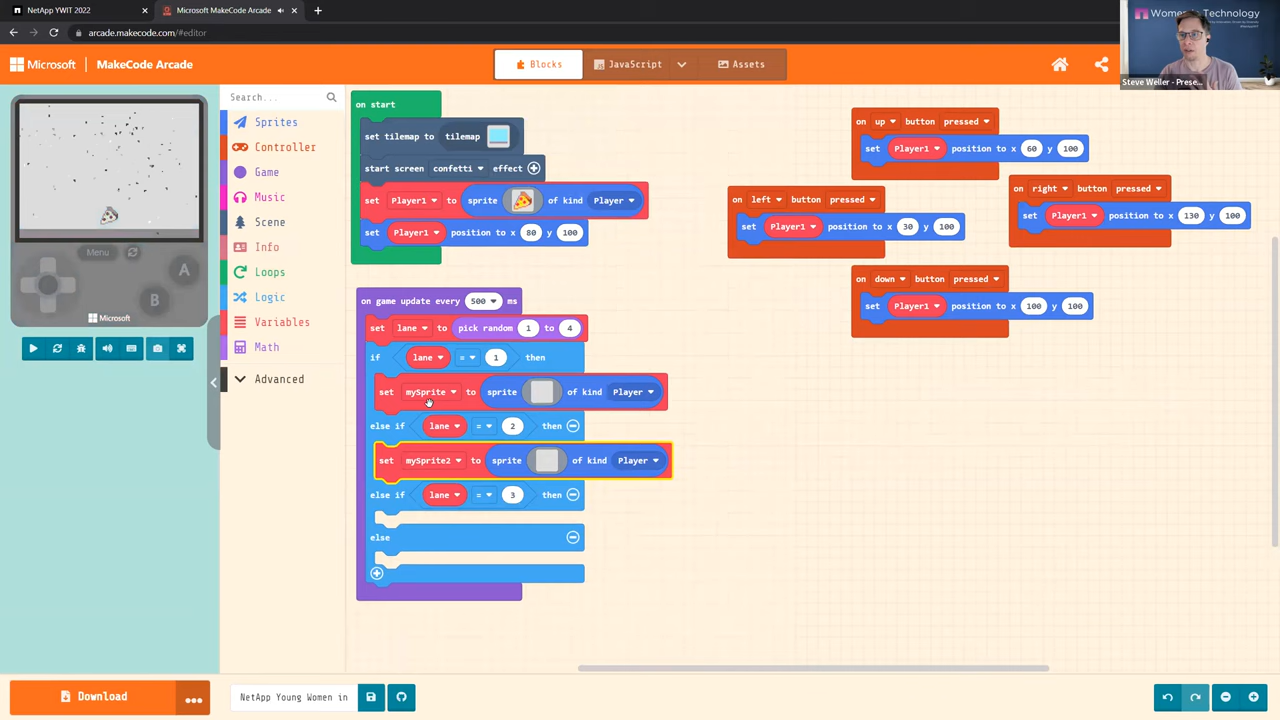 NetApp YWIT 2022
Microsoft MakeCode Arcade
arcade.makecode.com/#editor
Women in Technology
Steve Weller - Prese...
Microsoft
MakeCode Arcade
Blocks
JavaScript
Assets
Menu
A
B
Microsoft
Search...
Sprites
Controller
Game
Music
Scene
Info
Loops
Logic
Variables
Math
Advanced
on start
set tilemap to tilemap
start screen confetti effect
set Player1 to sprite of kind Player
set Player1 position to x 80 y 100
on game update every 500 ms
set lane to pick random 1 to 4
if lane = 1 then
set mySprite to sprite of kind Player
else if lane = 2 then
set mySprite2 to sprite of kind Player
else if lane = 3 then
else
on up button pressed
set Player1 position to x 60 y 100
on left button pressed
set Player1 position to x 30 y 100
on right button pressed
set Player1 position to x 130 y 100
on down button pressed
set Player1 position to x 100 y 100
Download
NetApp Young Women in